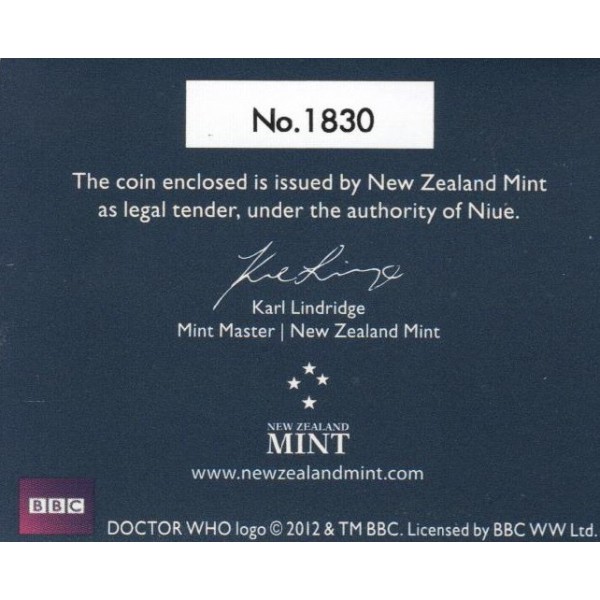 No.1830
The coin enclosed is issued by New Zealand Mint
as legal tender, under the authority of Niue.
Karl Lindridge
Mint Master | New Zealand Mint
NEW ZEALAND
MINT
www.newzealandmint.com
BBC
DOCTOR WHO logo © 2012 & TM BBC. Licensed by BBC WW Ltd.